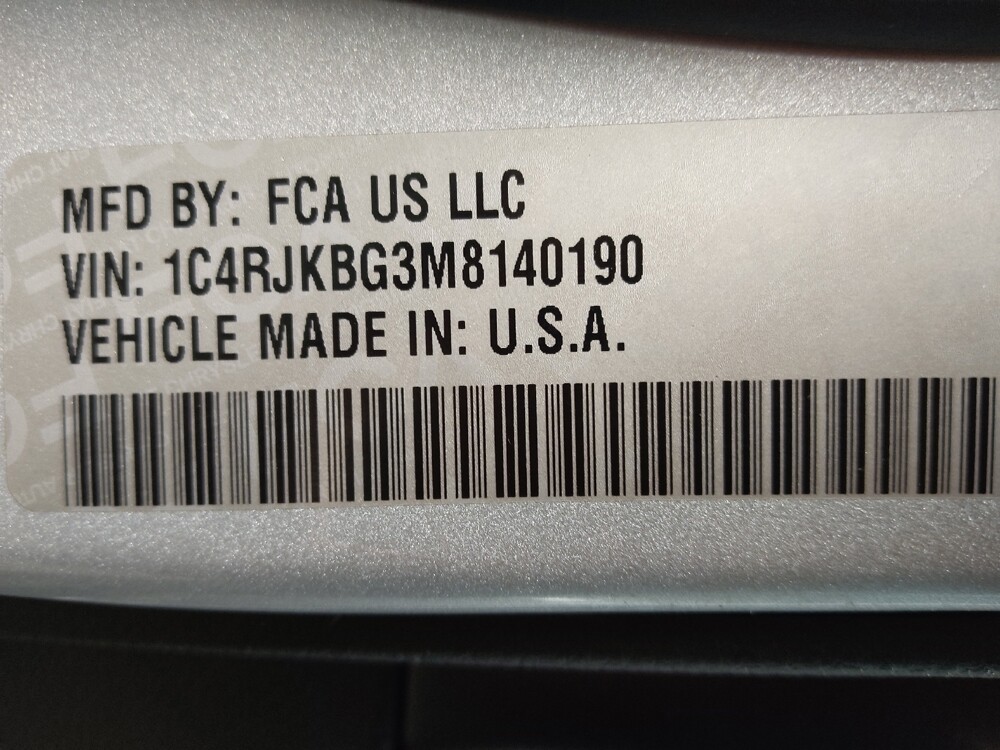 MFD BY: FCA US LLC
VIN: 1C4RJKBG3M8140190
VEHICLE MADE IN: U.S.A.